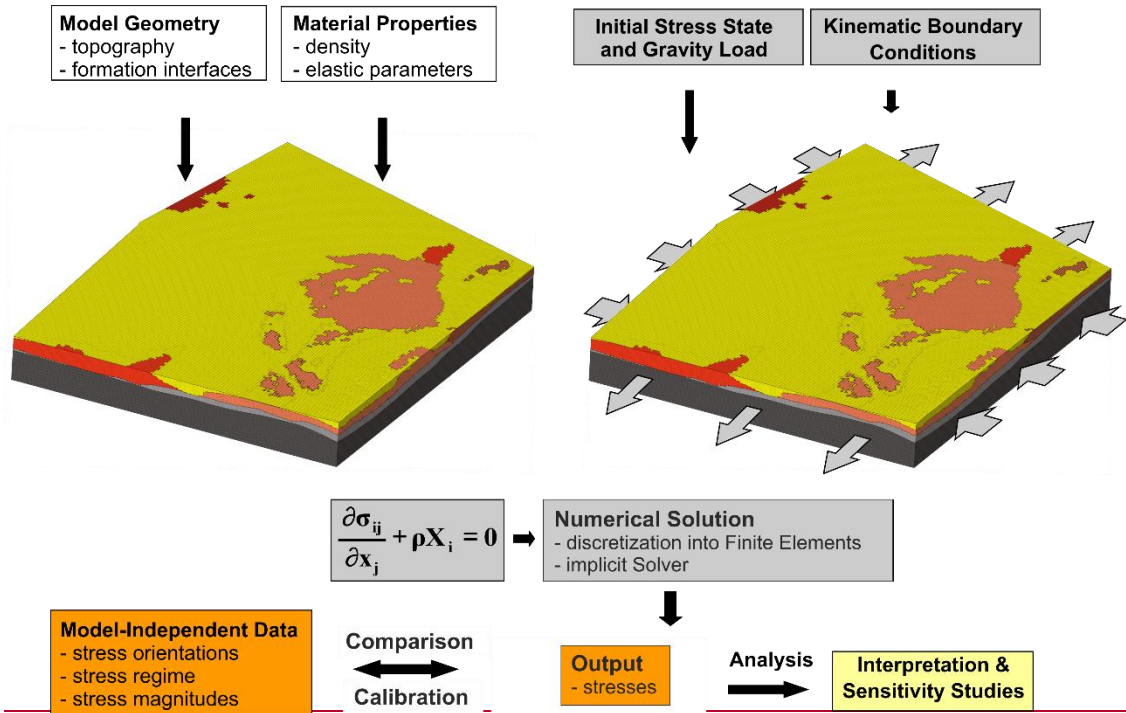 Model Geometry
- topography
- formation interfaces
Material Properties
- density
- elastic parameters
Initial Stress State
and Gravity Load
Kinematic Boundary
Conditions
∂σij/∂xj + ρXi = 0
Numerical Solution
- discretization into Finite Elements
- implicit Solver
Model-Independent Data
- stress orientations
- stress regime
- stress magnitudes
Comparison
Calibration
Output
- stresses
Analysis
Interpretation &
Sensitivity Studies